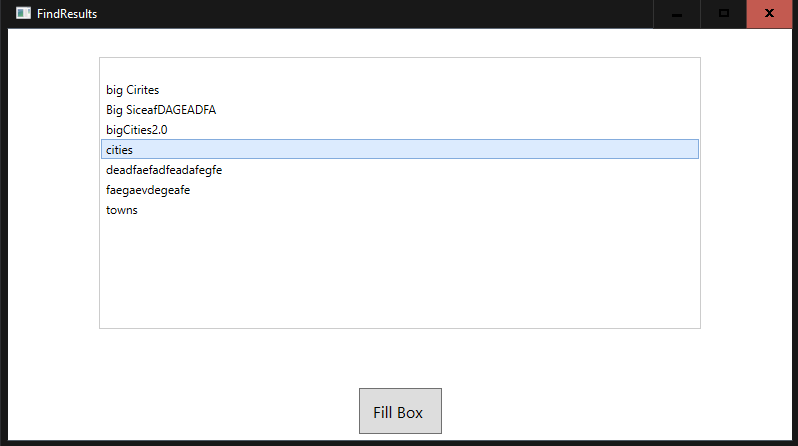 FindResults
big Cirites
Big SiceafDAGEADFA
bigCities2.0
cities
deadfaefadfeadafegfe
faegaevdegeafe
towns
Fill Box